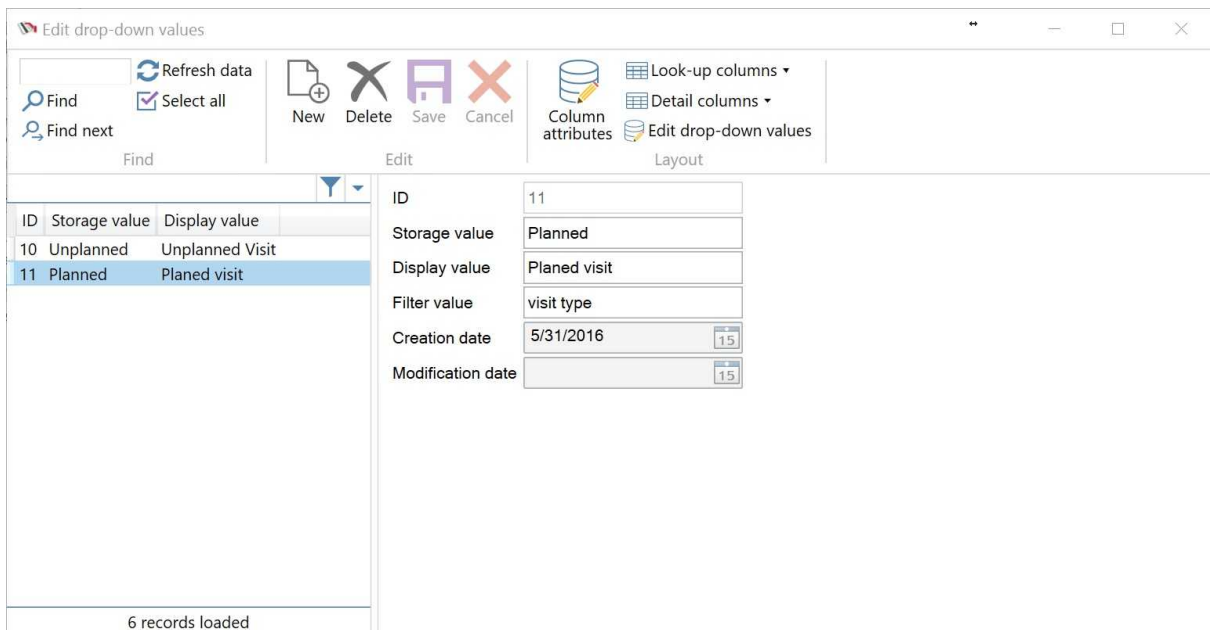 Edit drop-down values
Refresh data
Find
Select all
Find next
Find
New
Delete
Save
Cancel
Edit
Column
attributes
Look-up columns
Detail columns
Edit drop-down values
Layout
ID Storage value Display value
10 Unplanned Unplanned Visit
11 Planned Planed visit
6 records loaded
ID 11
Storage value Planned
Display value Planed visit
Filter value visit type
Creation date 5/31/2016 15
Modification date 15